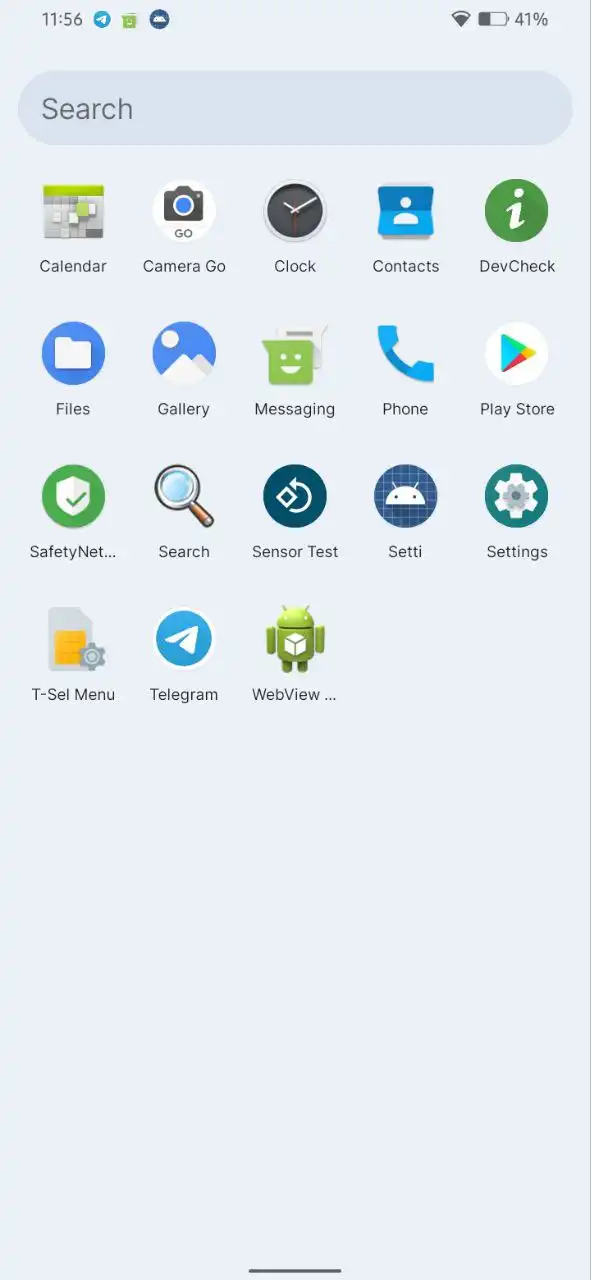 11:56 41%
Search
Calendar Camera Go Clock Contacts DevCheck
GO
Files Gallery Messaging Phone Play Store
SafetyNet... Search Sensor Test Setti Settings
T-Sel Menu Telegram WebView ...